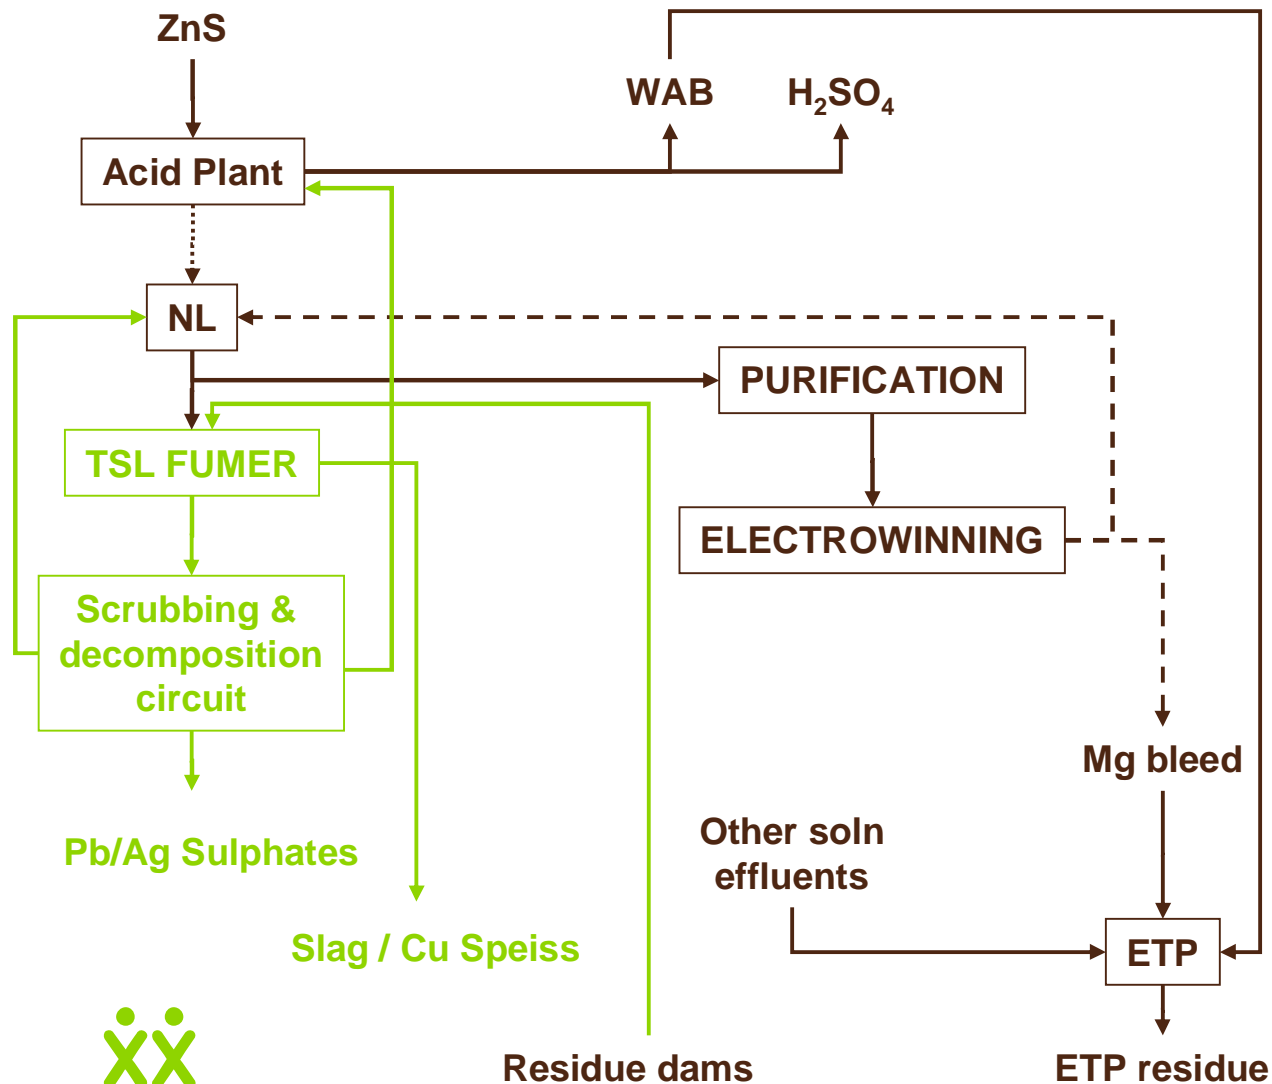 ZnS
WAB
H₂SO₄
Acid Plant
NL
PURIFICATION
TSL FUMER
ELECTROWINNING
Scrubbing &
decomposition
circuit
Mg bleed
Other soln
effluents
Pb/Ag Sulphates
Slag / Cu Speiss
ETP
Residue dams
ETP residue